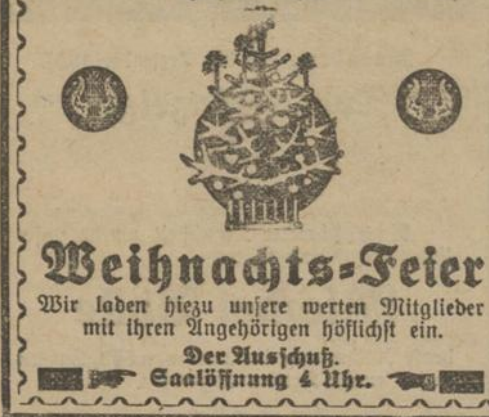 Weihnachts-Feier
Wir laden hiezu unsere werten Mitglieder
mit ihren Angehörigen höflichst ein.
Der Ausschuß.
Saalöffnung 4 Uhr.